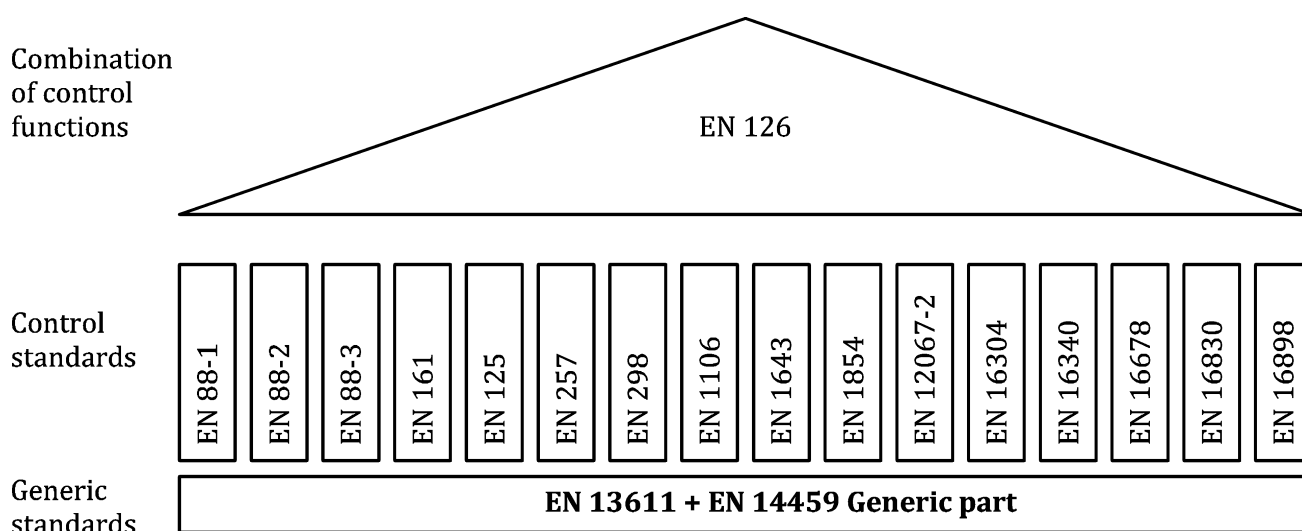 Combination
of control
functions
EN 126
Control
standards
EN 88-1
EN 88-2
EN 88-3
EN 161
EN 125
EN 257
EN 298
EN 1106
EN 1643
EN 1854
EN 12067-2
EN 16304
EN 16340
EN 16678
EN 16830
EN 16898
Generic
standards
EN 13611 + EN 14459 Generic part